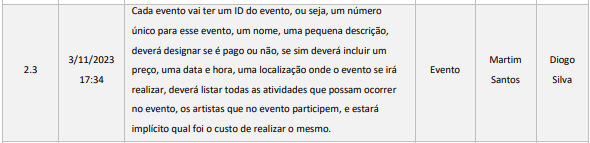 Cada evento vai ter um ID do evento, ou seja, um número
único para esse evento, um nome, uma pequena descrição,
deverá designar se é pago ou não, se sim deverá incluir um
2.3
3/11/2023
17:34
preço, uma data e hora, uma localização onde o evento se irá
realizar, deverá listar todas as atividades que possam ocorrer
no evento, os artistas que no evento participem, e estará
implícito qual foi o custo de realizar o mesmo.
Evento
Martim
Santos
Diogo
Silva